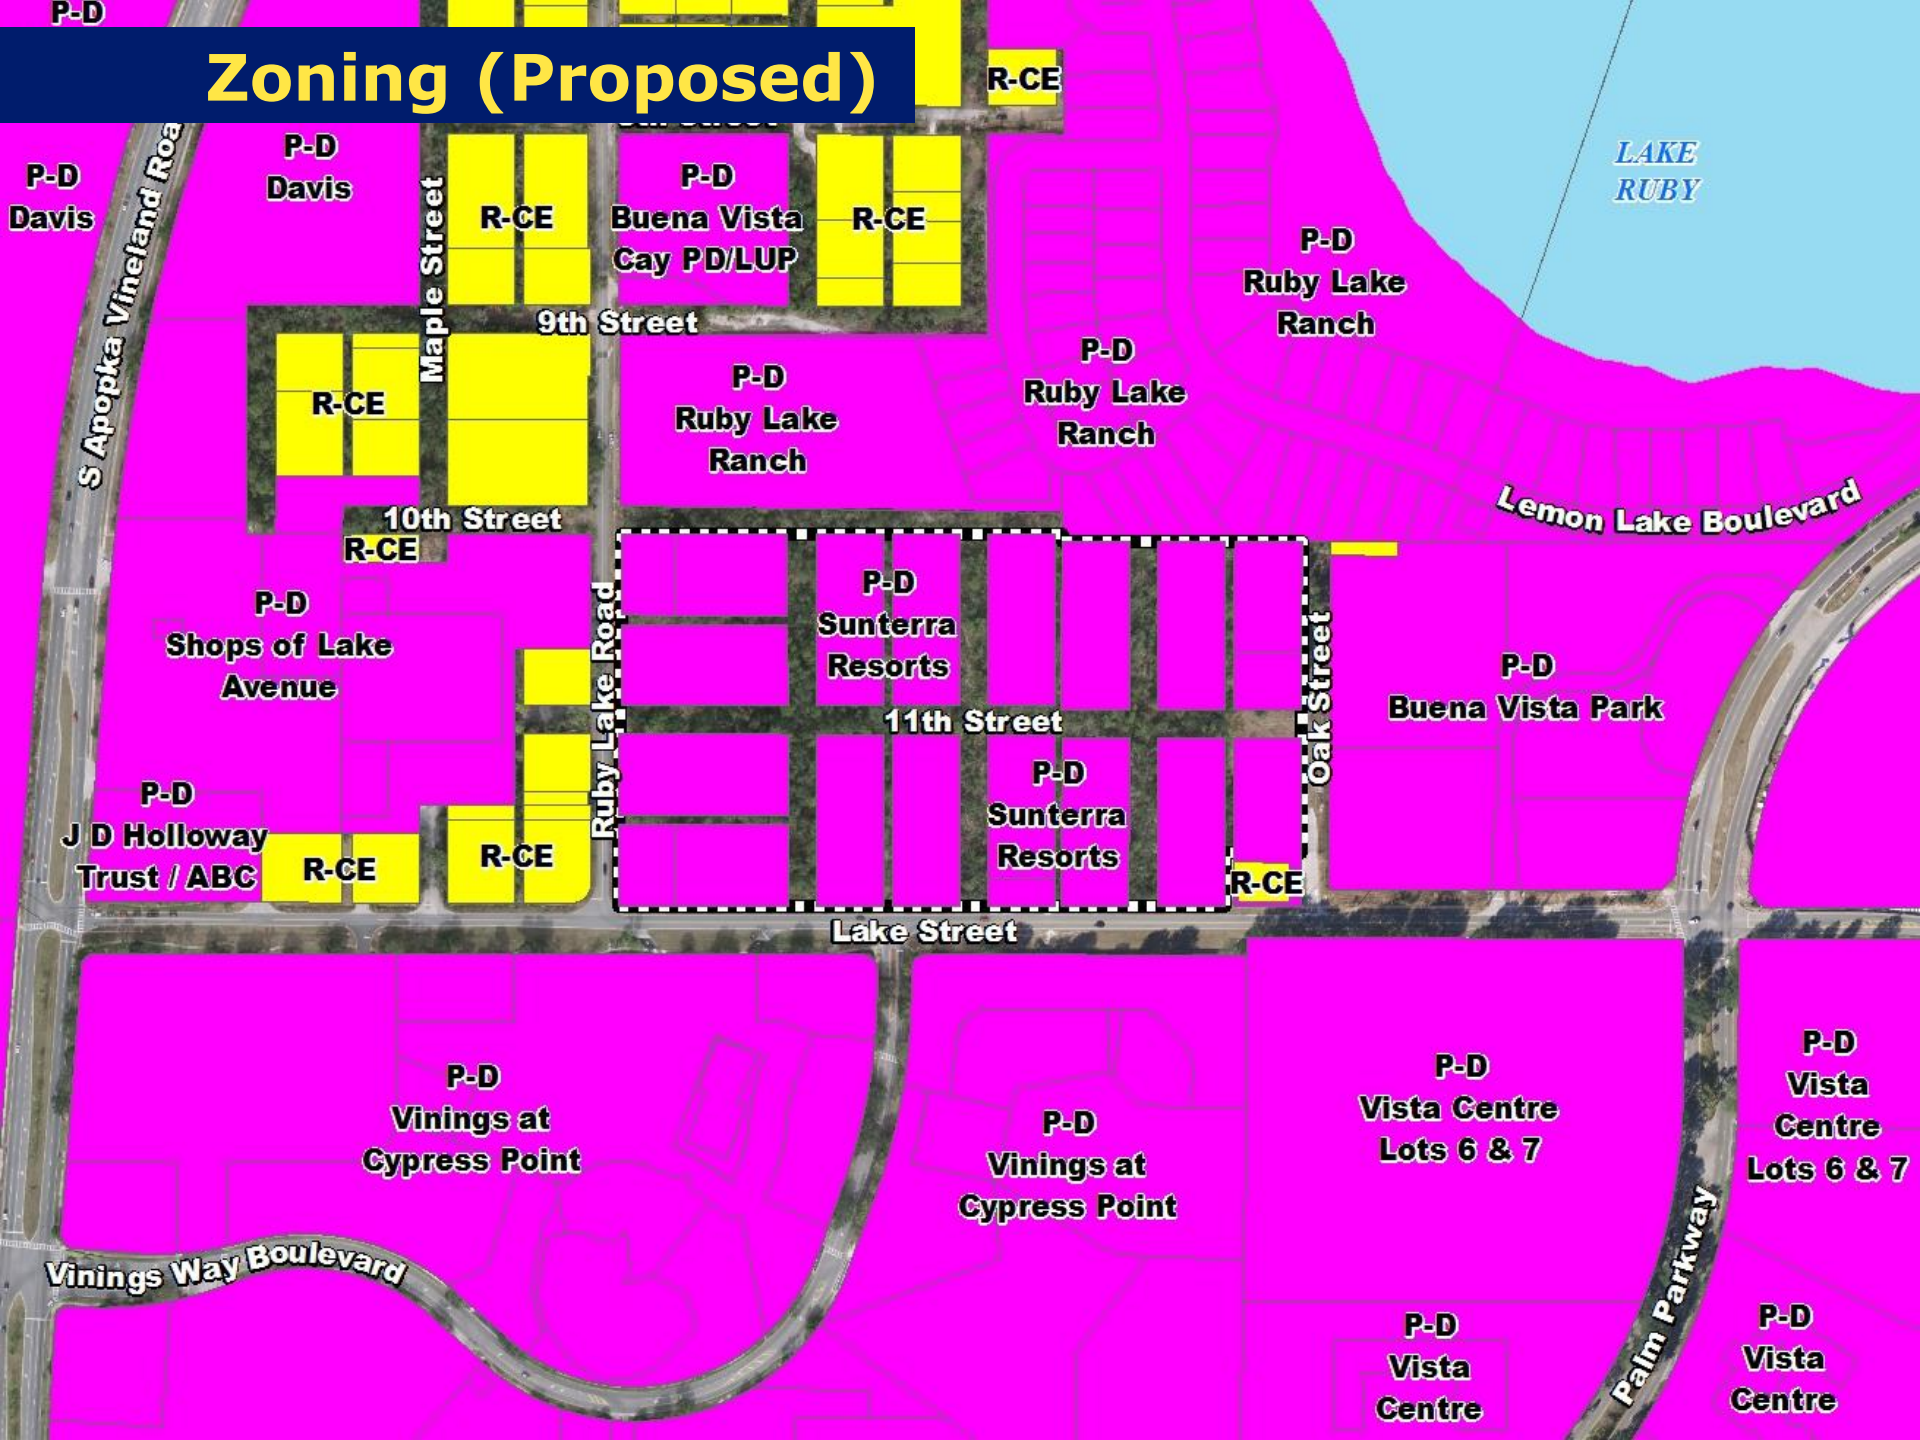 P-D
Zoning (Proposed)
R-CE
LAKE
RUBY
P-D
Davis
P-D
Davis
S Apopka Vineland Roa
Maple Street
R-CE
P-D
Buena Vista
Cay PD/LUP
R-CE
P-D
Ruby Lake
Ranch
9th Street
P-D
Ruby Lake
Ranch
P-D
Ruby Lake
Ranch
R-CE
Lemon Lake Boulevard
10th Street
R-CE
P-D
Shops of Lake
Avenue
Ruby Lake Road
P-D
Sunterra
Resorts
11th Street
Oak Street
P-D
Buena Vista Park
P-D
Sunterra
Resorts
P-D
J D Holloway
Trust / ABC
R-CE
R-CE
R-CE
Lake Street
P-D
Vinings at
Cypress Point
P-D
Vinings at
Cypress Point
P-D
Vista Centre
Lots 6 & 7
P-D
Vista
Centre
Lots 6 & 7
Vinings Way Boulevard
Palm Parkway
P-D
Vista
Centre
P-D
Vista
Centre